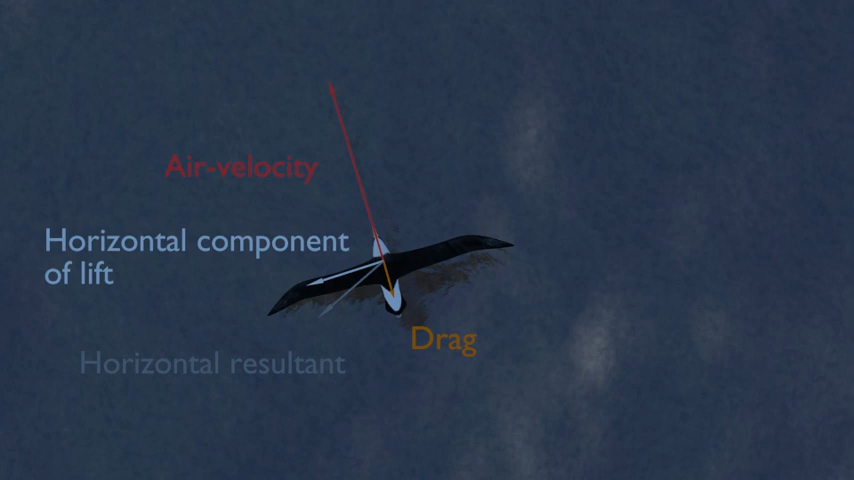 Air-velocity
Horizontal component
of lift
Drag
Horizontal resultant